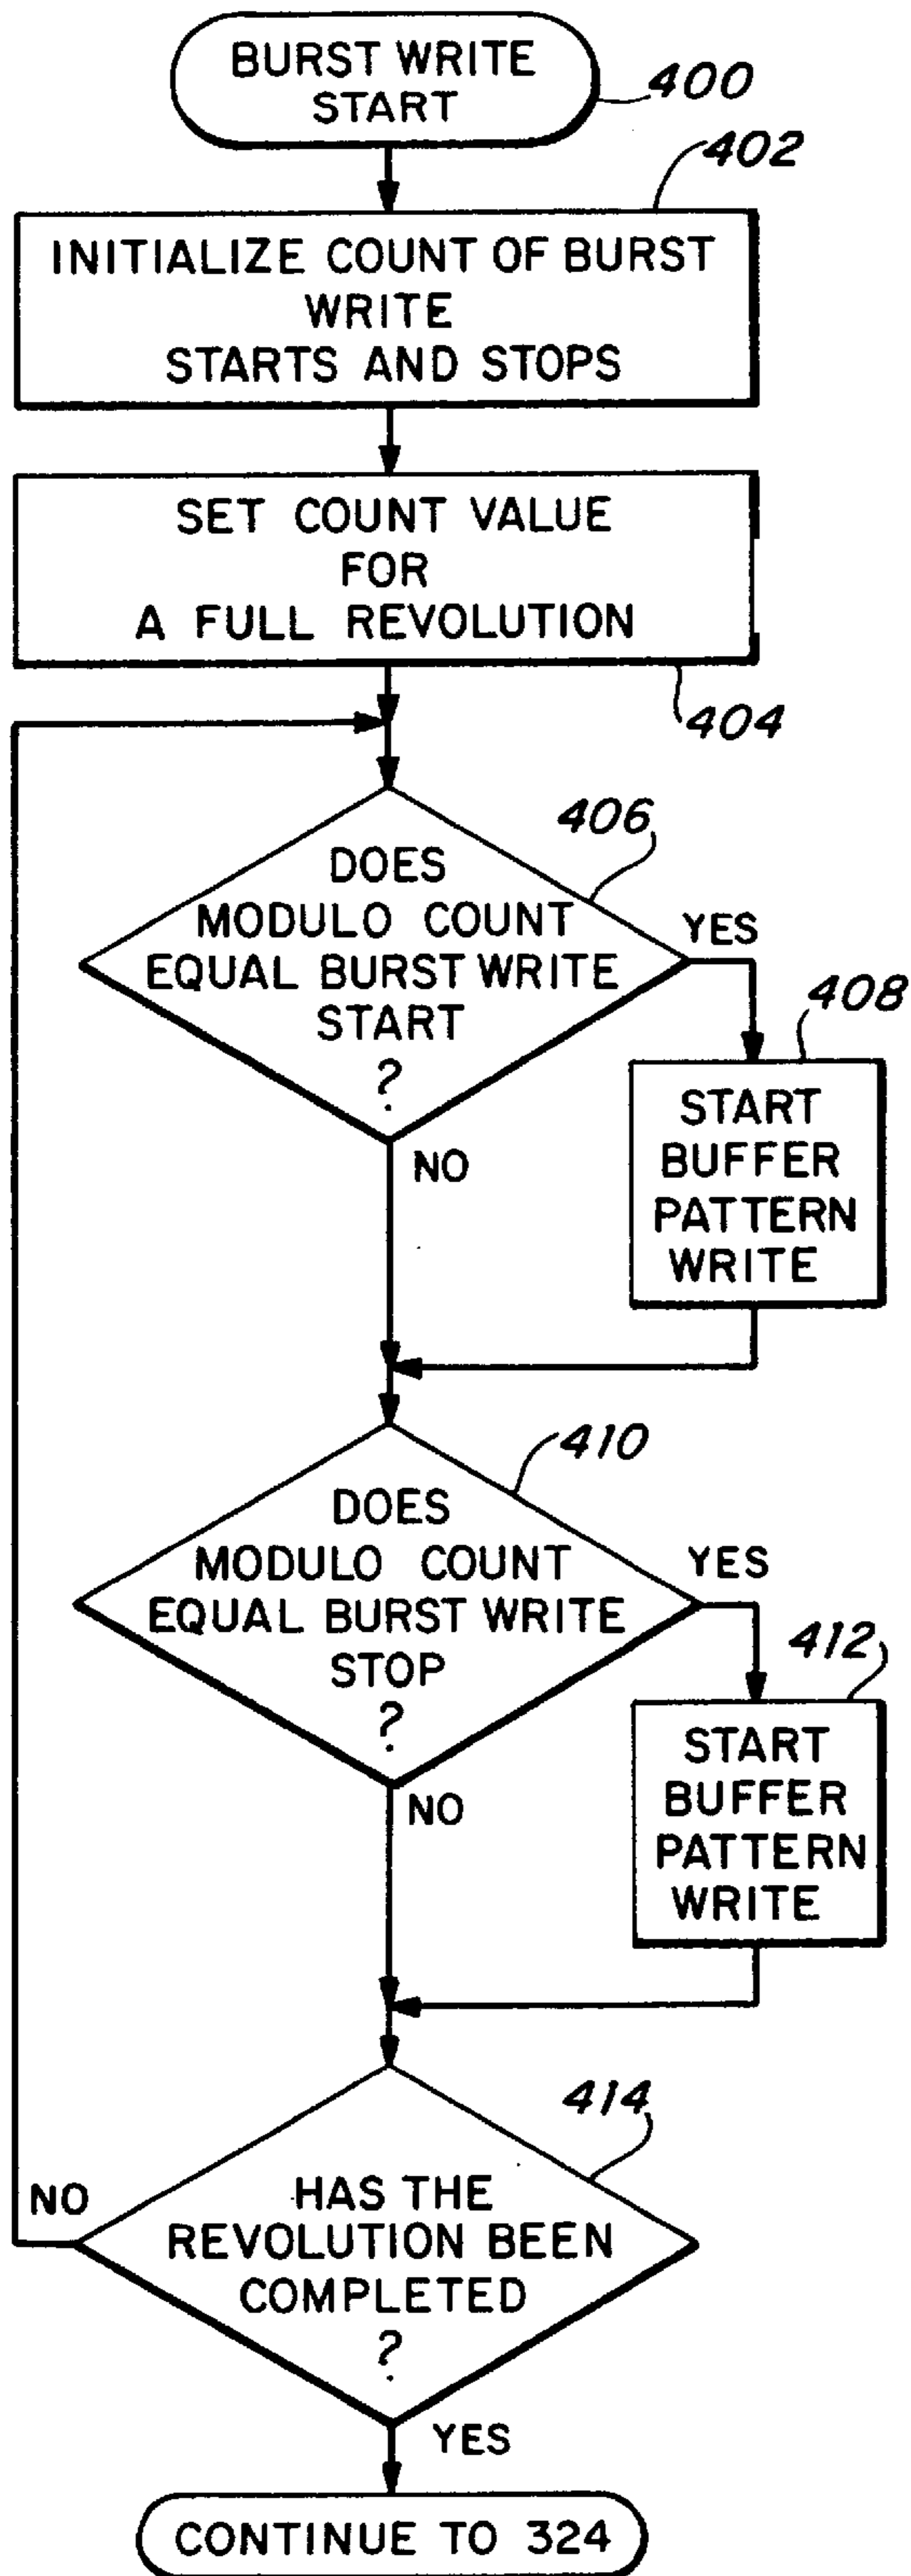 BURST WRITE
START
400
402
INITIALIZE COUNT OF BURST
WRITE
STARTS AND STOPS
SET COUNT VALUE
FOR
A FULL REVOLUTION
404
406
DOES
MODULO COUNT
EQUAL BURST WRITE
START
?
YES
NO
408
START
BUFFER
PATTERN
WRITE
410
DOES
MODULO COUNT
EQUAL BURST WRITE
STOP
?
YES
NO
412
START
BUFFER
PATTERN
WRITE
414
HAS THE
REVOLUTION BEEN
COMPLETED
?
NO
YES
CONTINUE TO 324